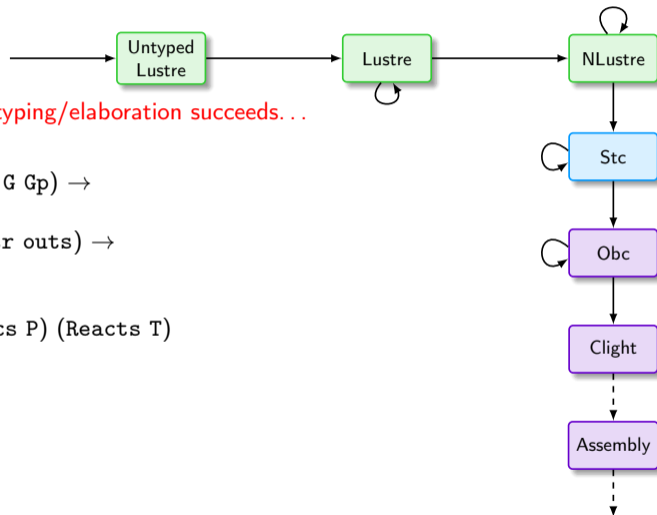 Untyped
Lustre
Lustre
NLustre
typing/elaboration succeeds...
Stc
G Gp) →
r outs) →
Obc
cs P) (Reacts T)
Clight
Assembly